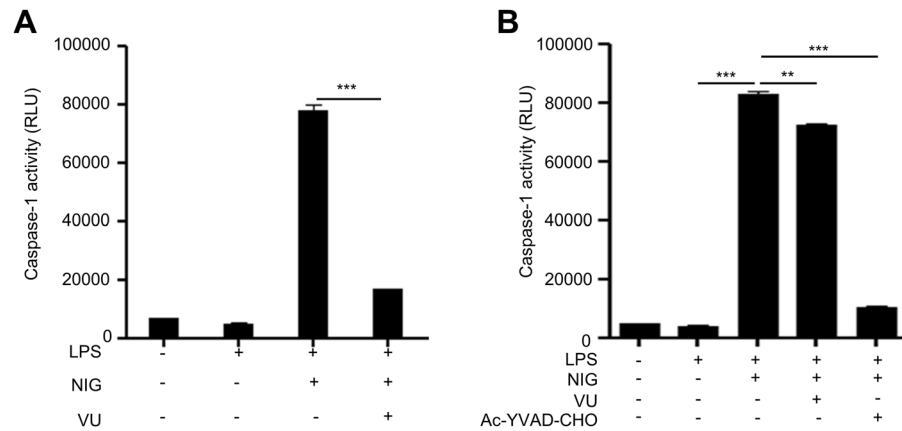 A
Caspase-1 activity (RLU)
100000
80000
60000
40000
20000
0
***
LPS - + + +
NIG - - + +
VU - - - +
B
Caspase-1 activity (RLU)
100000
80000
60000
40000
20000
0
***
*** **
LPS - + + + +
NIG - - + + +
VU - - - + -
Ac-YVAD-CHO - - - - +